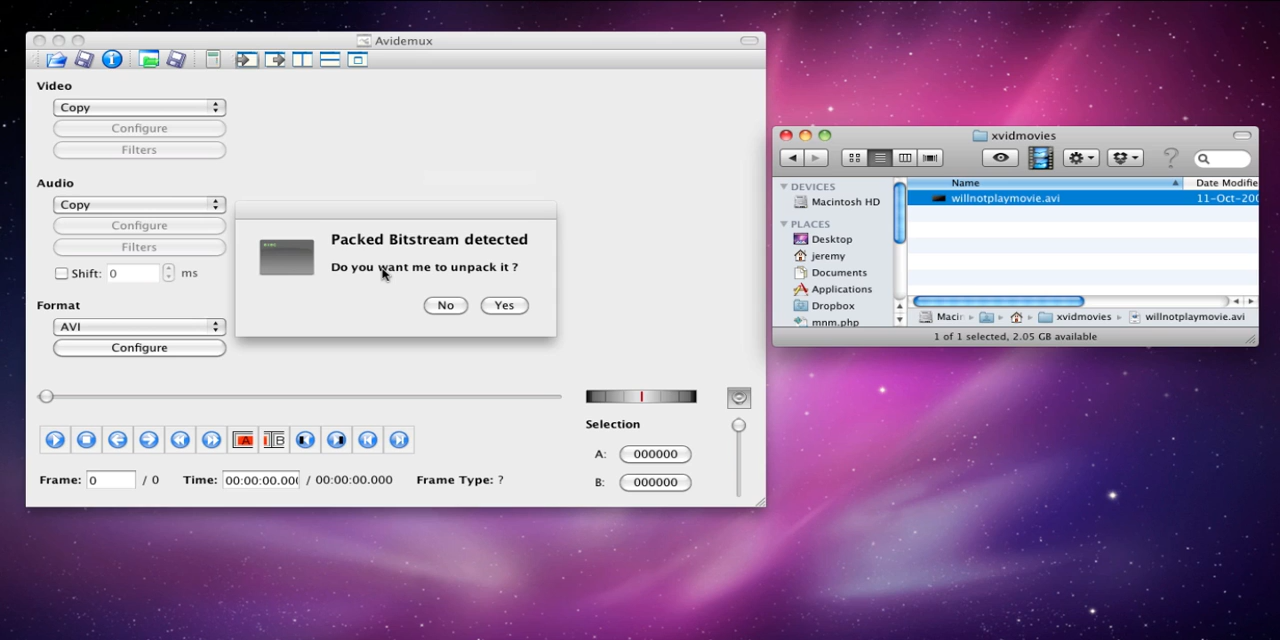 Avidemux
Video
Copy
Configure
Filters
Audio
Copy
Configure
Filters
Shift: 0 ms
Format
AVI
Configure
Packed Bitstream detected
Do you want me to unpack it ?
No Yes
A B
Frame: 0 / 0 Time: 00:00:00.000 / 00:00:00.000 Frame Type: ?
Selection
A: 000000
B: 000000
xvidmovies
Name Date Modifie
willnotplaymovie.avi 11-Oct-200
DEVICES
Macintosh HD
PLACES
Desktop
jeremy
Documents
Applications
Dropbox
mnm.php
Macir xvidmovies willnotplaymovie.avi
1 of 1 selected, 2.05 GB available